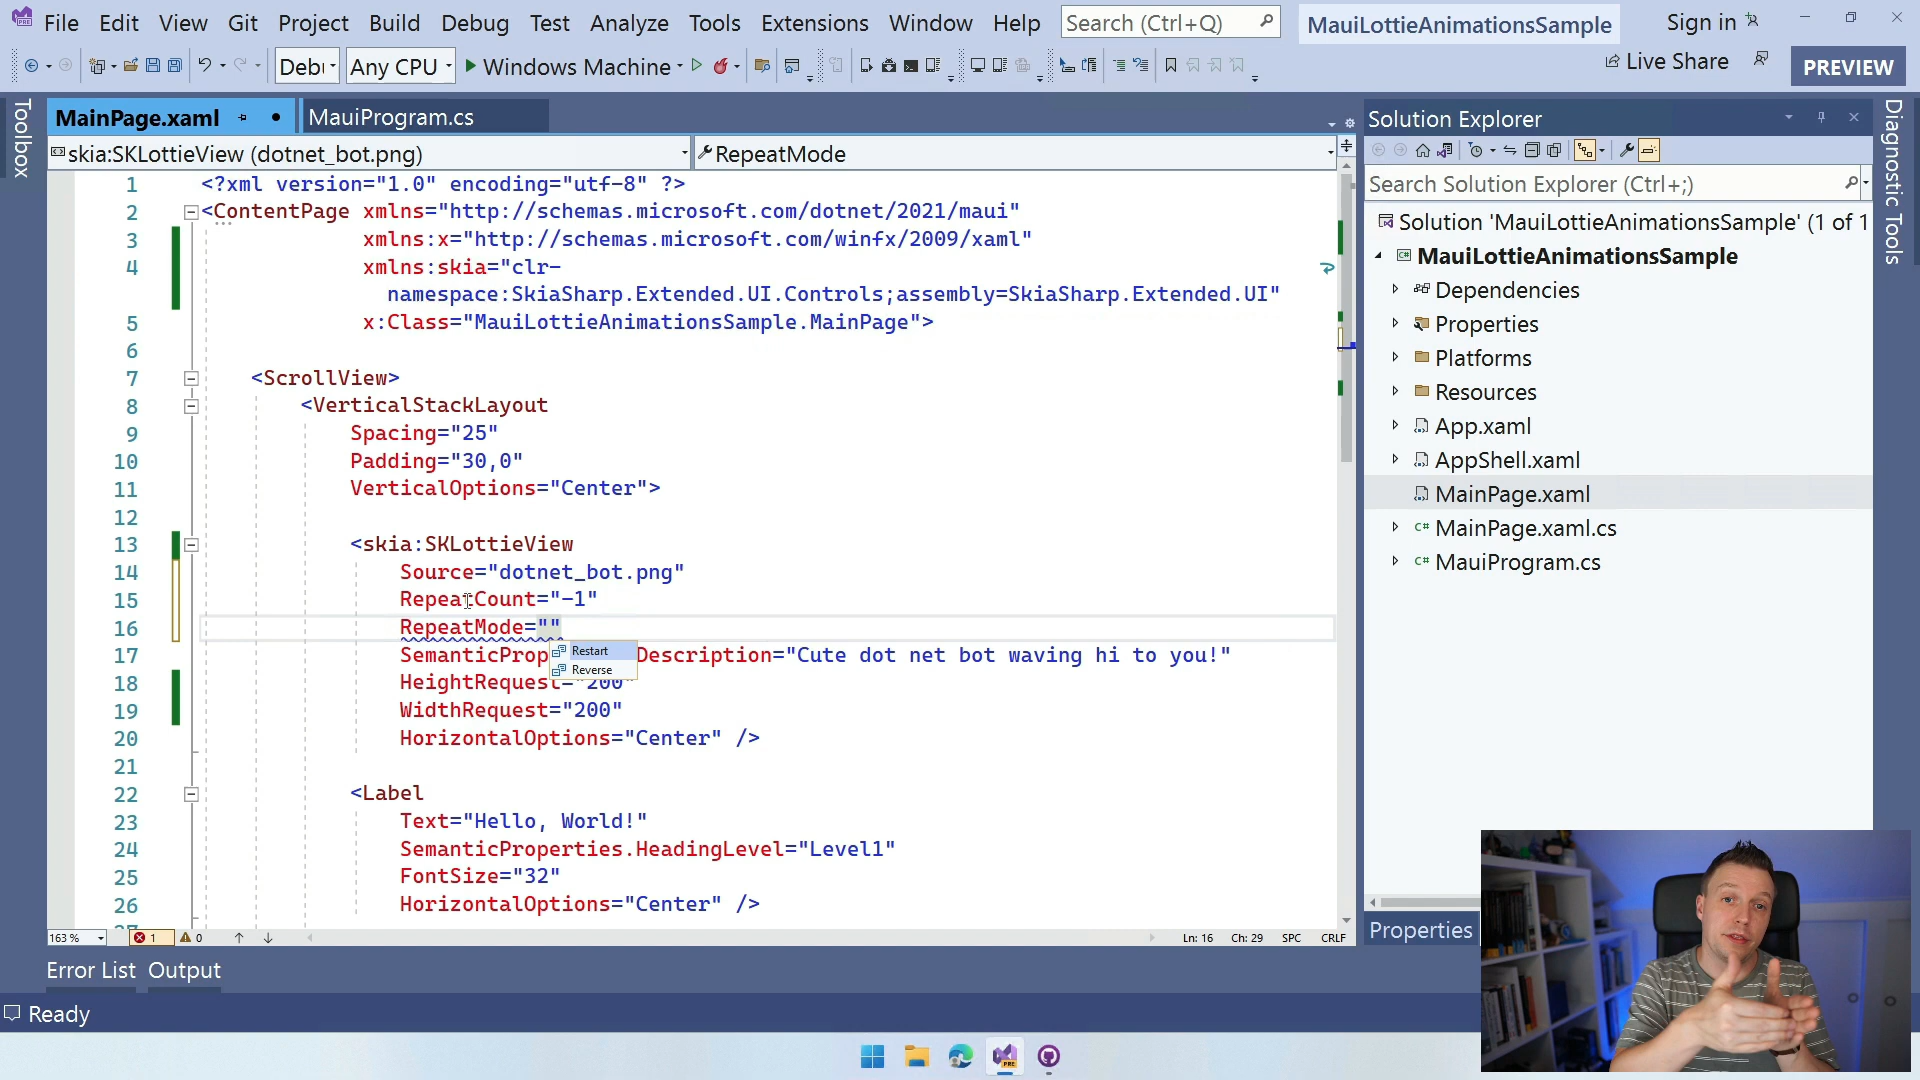 File Edit View Git Project Build Debug Test Analyze Tools Extensions Window Help Search (Ctrl+Q) MauiLottieAnimationsSample Sign in
Any CPU Windows Machine Live Share PREVIEW
Toolbox
MainPage.xaml MauiProgram.cs
skia:SKLottieView (dotnet_bot.png) RepeatMode
1 <?xml version="1.0" encoding="utf-8" ?>
2 <ContentPage xmlns="http://schemas.microsoft.com/dotnet/2021/maui"
3 xmlns:x="http://schemas.microsoft.com/winfx/2009/xaml"
4 xmlns:skia="clr-
namespace:SkiaSharp.Extended.UI.Controls;assembly=SkiaSharp.Extended.UI"
5 x:Class="MauiLottieAnimationsSample.MainPage">
6
7 <ScrollView>
8 <VerticalStackLayout
9 Spacing="25"
10 Padding="30,0"
11 VerticalOptions="Center">
12
13 <skia:SKLottieView
14 Source="dotnet_bot.png"
15 RepeatCount="-1"
16 RepeatMode=""
Restart
Reverse
17 SemanticProp Description="Cute dot net bot waving hi to you!"
18 HeightRequest="200"
19 WidthRequest="200"
20 HorizontalOptions="Center" />
21
22 <Label
23 Text="Hello, World!"
24 SemanticProperties.HeadingLevel="Level1"
25 FontSize="32"
26 HorizontalOptions="Center" />
163 % 1 0 Ln: 16 Ch: 29 SPC CRLF
Error List Output
Ready
Solution Explorer
Search Solution Explorer (Ctrl+;)
Solution 'MauiLottieAnimationsSample' (1 of 1
MauiLottieAnimationsSample
Dependencies
Properties
Platforms
Resources
App.xaml
AppShell.xaml
MainPage.xaml
MainPage.xaml.cs
MauiProgram.cs
Properties
Diagnostic Tools